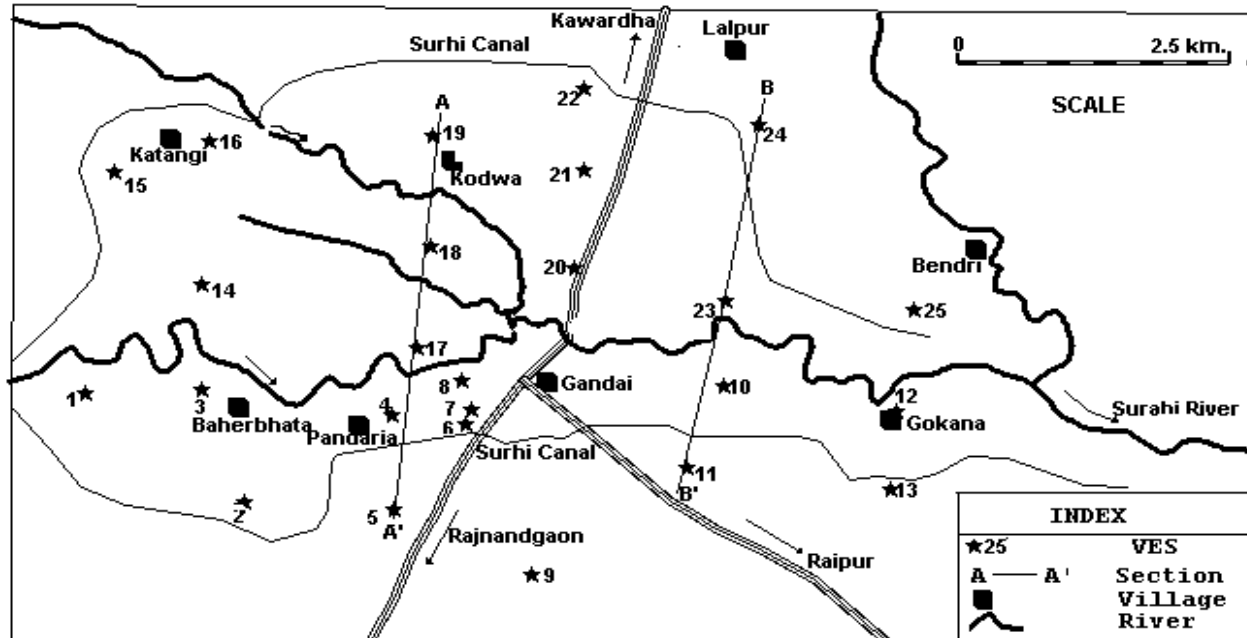 Kawardha
Lalpur
0 2.5 km.
Surhi Canal
SCALE
22
A
B
19
24
16
Katangi
15
Kodwa
21
18
20
Bendri
14
23
25
17
1
3
8
Gandai
10
4
7
12
Baherbhata
Pandaria
6
Gokana
Surahi River
Surhi Canal
11
13
2
B'
5
A'
Rajnandgaon
Raipur
9
INDEX
25 VES
A A' Section
Village
River